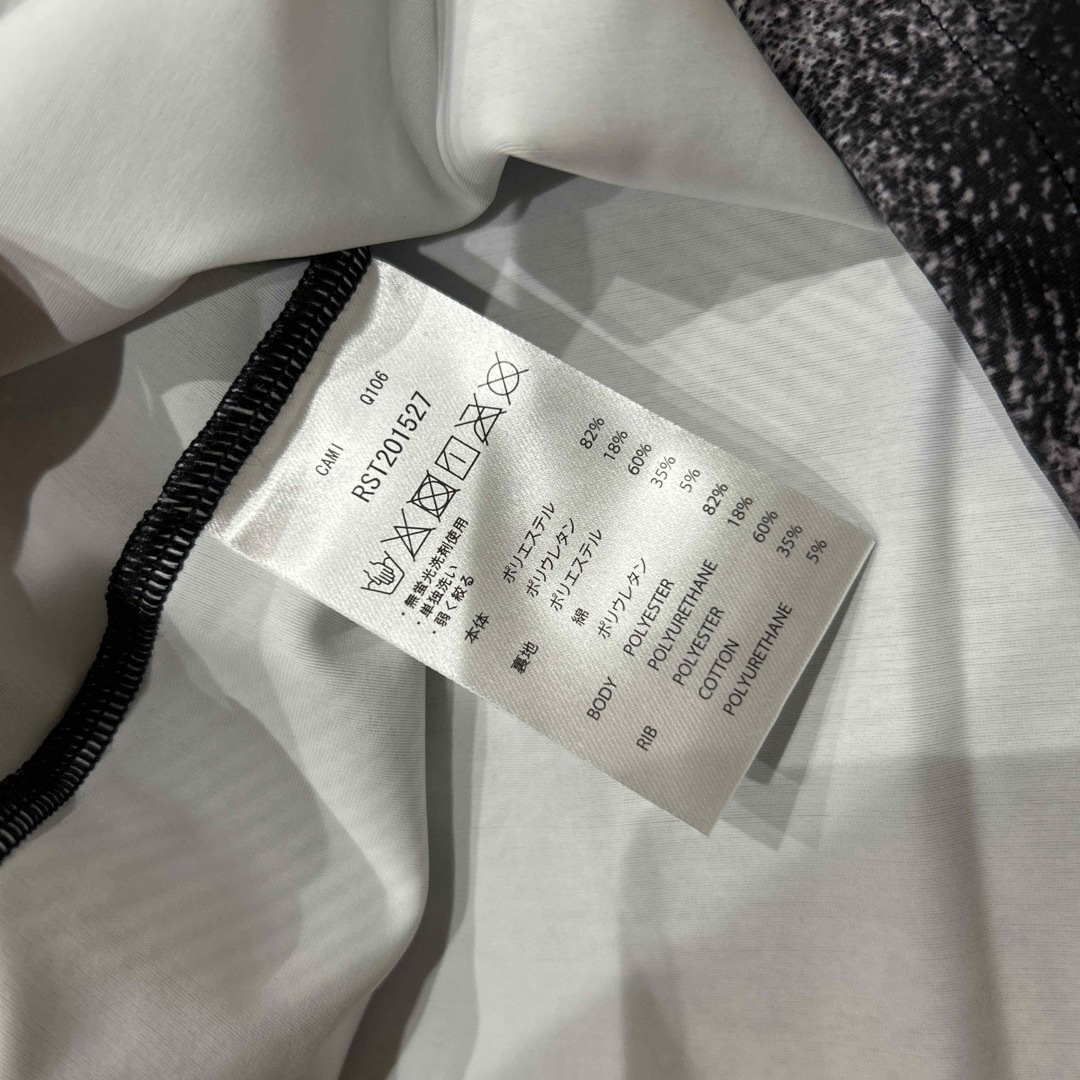 CAMI Q106
RST201527
・無蛍光洗剤使用
・単独洗い
・弱く絞る
本体 ポリエステル 82%
ポリウレタン 18%
裏地 ポリエステル 60%
綿 35%
ポリウレタン 5%
BODY POLYESTER 82%
POLYURETHANE 18%
RIB POLYESTER 60%
COTTON 35%
POLYURETHANE 5%